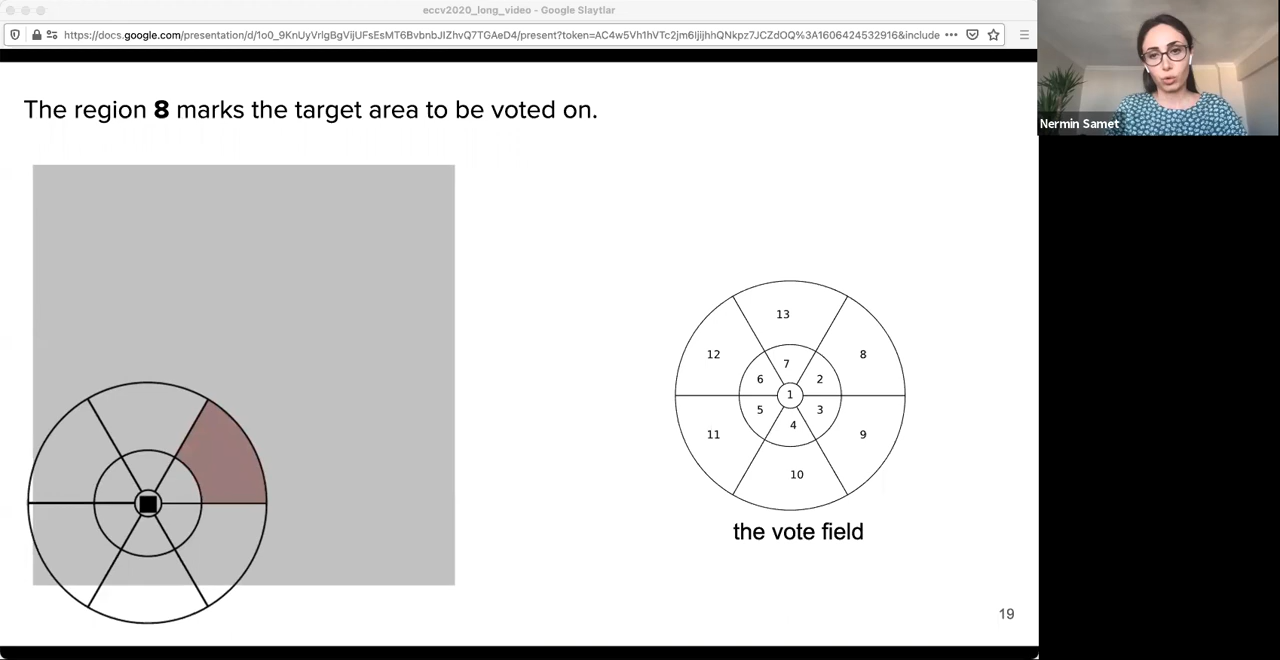 eccv2020_long_video - Google Slaytlar
https://docs.google.com/presentation/d/1o0_9KnUyVrlgBgVijUFsEsMT6BvbnbJIZhvQ7TGAeD4/present?token=AC4w5Vh1hVTc2jm6IjijhhQNkpz7JCZdOQ%3A1606424532916&include
Nermin Samet
The region 8 marks the target area to be voted on.
13
12
8
7
6
2
1
5
3
4
11
9
10
the vote field
19